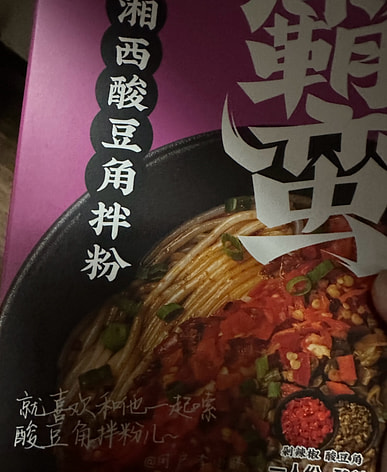 湘西酸豆角拌粉
霸蛮
就喜欢和他一起嗦
酸豆角拌粉儿~
剁辣椒 酸豆角